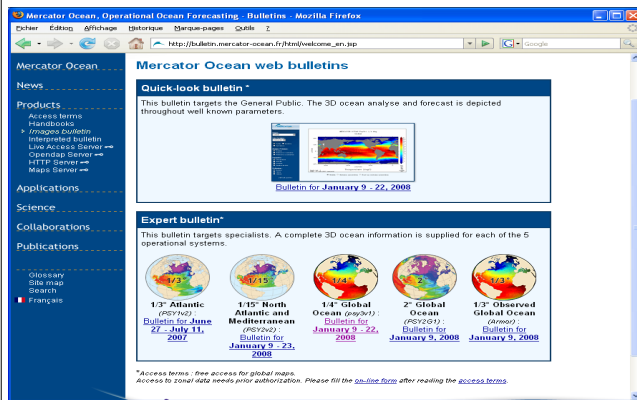 Mercator Ocean, Operational Ocean Forecasting - Bulletins - Mozilla Firefox
Fichier Édition Affichage Historique Marque-pages Outils ?
http://bulletin.mercator-ocean.fr/html/welcome_en.jsp
G Google
Mercator Ocean
News
Products
Access terms
Handbooks
Images bulletin
Interpreted bulletin
Live Access Server
Opendap Server
HTTP Server
Maps Server
Applications
Science
Collaborations
Publications
Glossary
Site map
Search
Français
Mercator Ocean web bulletins
Quick-look bulletin *
This bulletin targets the General Public. The 3D ocean analyse and forecast is depicted
throughout well known parameters.
Bulletin for January 9 - 22, 2008
Expert bulletin*
This bulletin targets specialists. A complete 3D ocean information is supplied for each of the 5
operational systems.
1/3°
1/3° Atlantic
(PSY1v2) :
Bulletin for June
27 - July 11,
2007
1/15°
1/15° North
Atlantic and
Mediterranean
(PSY2v2) :
Bulletin for
January 9 - 23,
2008
1/4°
1/4° Global
Ocean (psy3v1) :
Bulletin for
January 9 - 22,
2008
2°
2° Global
Ocean
(PSY2G1) :
Bulletin for
January 9, 2008
1/3°
1/3° Observed
Global Ocean
(Armor) :
Bulletin for
January 9, 2008
*Access terms : free access for global maps.
Access to zonal data needs prior authorization. Please fill the on-line form after reading the access terms.